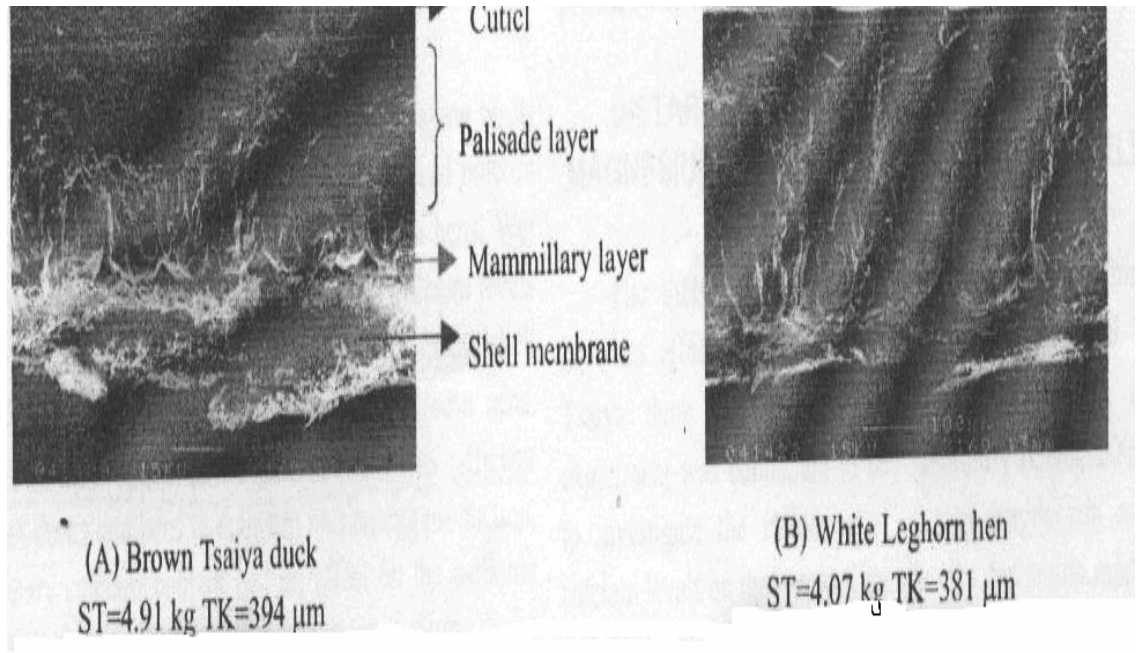 Cuticl
Palisade layer
Mammillary layer
Shell membrane
(A) Brown Tsaiya duck
ST=4.91 kg TK=394 μm
(B) White Leghorn hen
ST=4.07 kg TK=381 μm